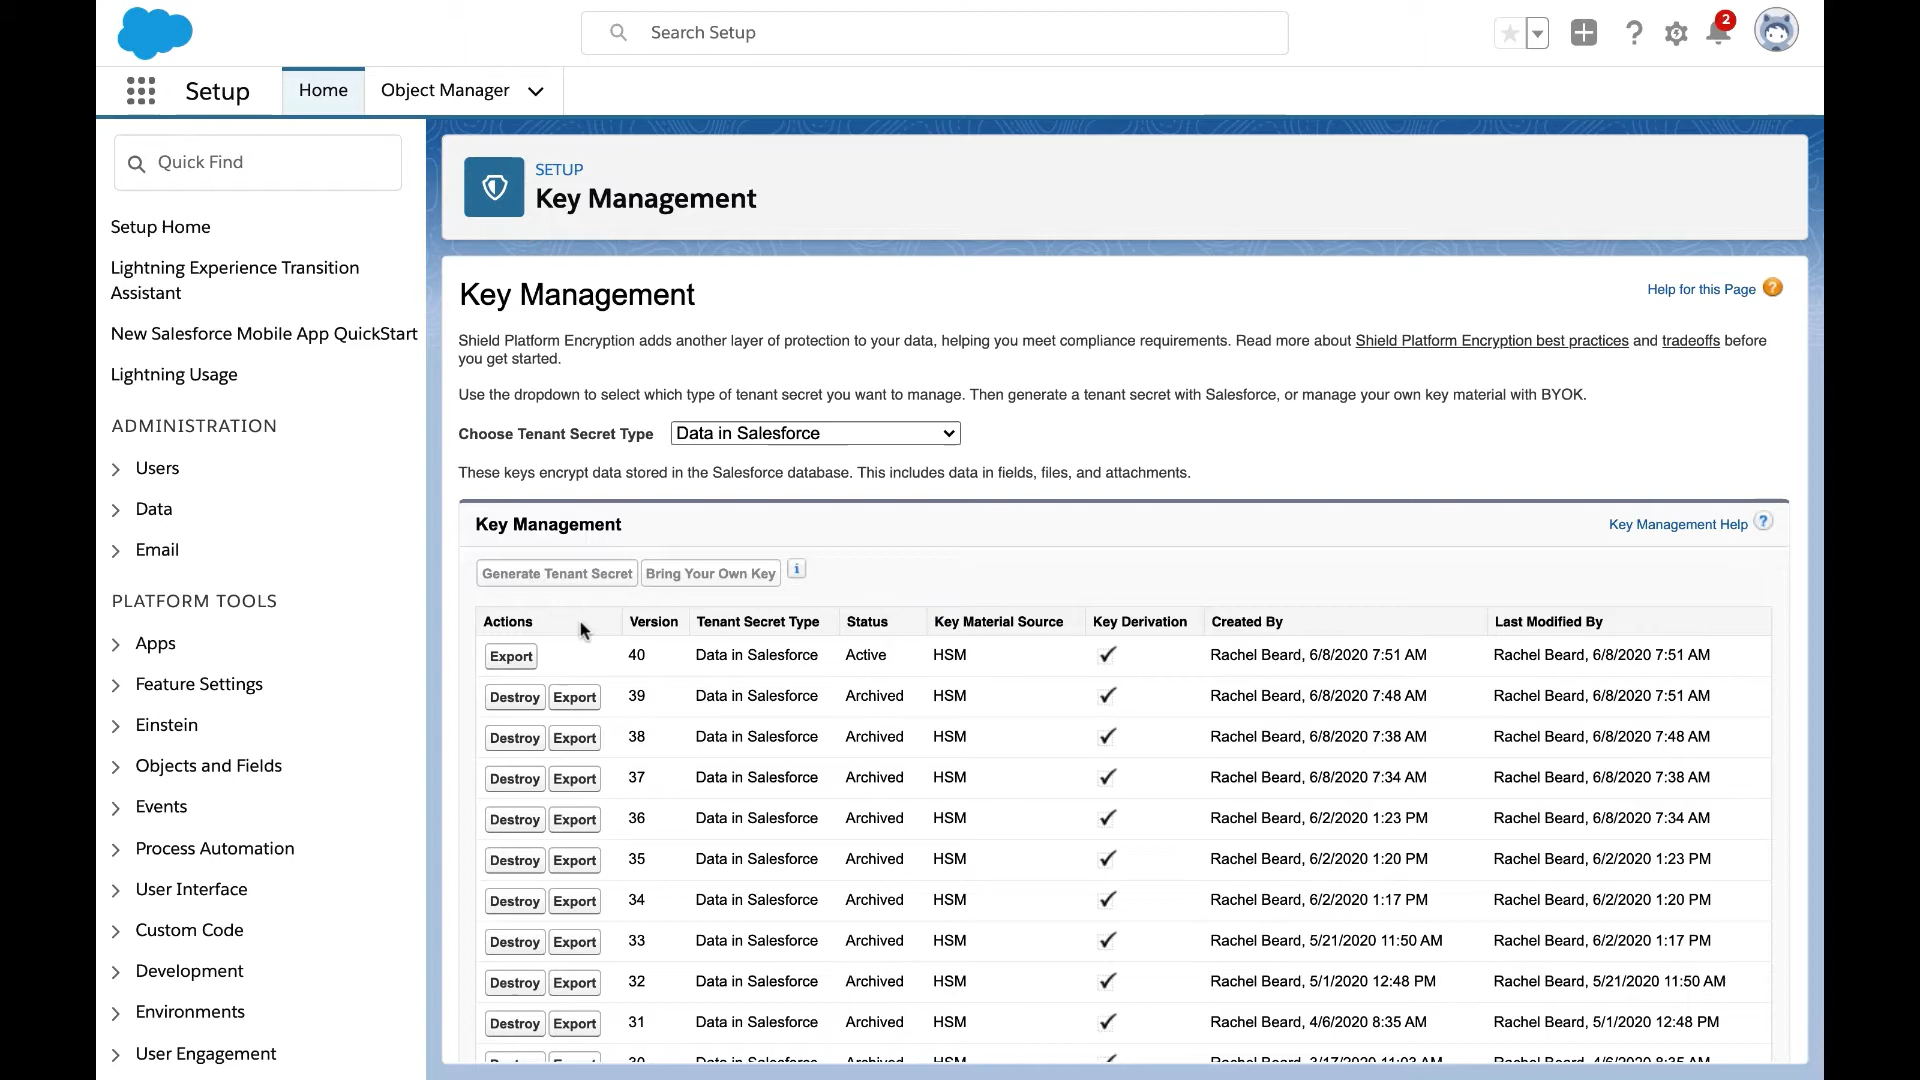 Search Setup
2
Setup
Home
Object Manager
Quick Find
Setup Home
Lightning Experience Transition
Assistant
New Salesforce Mobile App QuickStart
Lightning Usage
ADMINISTRATION
Users
Data
Email
PLATFORM TOOLS
Apps
Feature Settings
Einstein
Objects and Fields
Events
Process Automation
User Interface
Custom Code
Development
Environments
User Engagement
SETUP
Key Management
Key Management
Help for this Page
Shield Platform Encryption adds another layer of protection to your data, helping you meet compliance requirements. Read more about Shield Platform Encryption best practices and tradeoffs before
you get started.
Use the dropdown to select which type of tenant secret you want to manage. Then generate a tenant secret with Salesforce, or manage your own key material with BYOK.
Choose Tenant Secret Type Data in Salesforce
These keys encrypt data stored in the Salesforce database. This includes data in fields, files, and attachments.
Key Management
Key Management Help ?
Generate Tenant Secret Bring Your Own Key i
Actions Version Tenant Secret Type Status Key Material Source Key Derivation Created By Last Modified By
Export 40 Data in Salesforce Active HSM Rachel Beard, 6/8/2020 7:51 AM Rachel Beard, 6/8/2020 7:51 AM
Destroy Export 39 Data in Salesforce Archived HSM Rachel Beard, 6/8/2020 7:48 AM Rachel Beard, 6/8/2020 7:51 AM
Destroy Export 38 Data in Salesforce Archived HSM Rachel Beard, 6/8/2020 7:38 AM Rachel Beard, 6/8/2020 7:48 AM
Destroy Export 37 Data in Salesforce Archived HSM Rachel Beard, 6/8/2020 7:34 AM Rachel Beard, 6/8/2020 7:38 AM
Destroy Export 36 Data in Salesforce Archived HSM Rachel Beard, 6/2/2020 1:23 PM Rachel Beard, 6/8/2020 7:34 AM
Destroy Export 35 Data in Salesforce Archived HSM Rachel Beard, 6/2/2020 1:20 PM Rachel Beard, 6/2/2020 1:23 PM
Destroy Export 34 Data in Salesforce Archived HSM Rachel Beard, 6/2/2020 1:17 PM Rachel Beard, 6/2/2020 1:20 PM
Destroy Export 33 Data in Salesforce Archived HSM Rachel Beard, 5/21/2020 11:50 AM Rachel Beard, 6/2/2020 1:17 PM
Destroy Export 32 Data in Salesforce Archived HSM Rachel Beard, 5/1/2020 12:48 PM Rachel Beard, 5/21/2020 11:50 AM
Destroy Export 31 Data in Salesforce Archived HSM Rachel Beard, 4/6/2020 8:35 AM Rachel Beard, 5/1/2020 12:48 PM